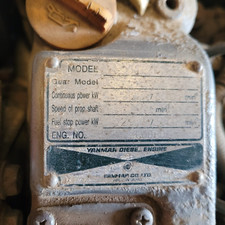 MODEL
Gear Model
Continuous power kW
Speed of prop. shaft min⁻¹
Fuel stop power kW
ENG. NO.
YANMAR DIESEL ENGINE
YANMAR CO., LTD.